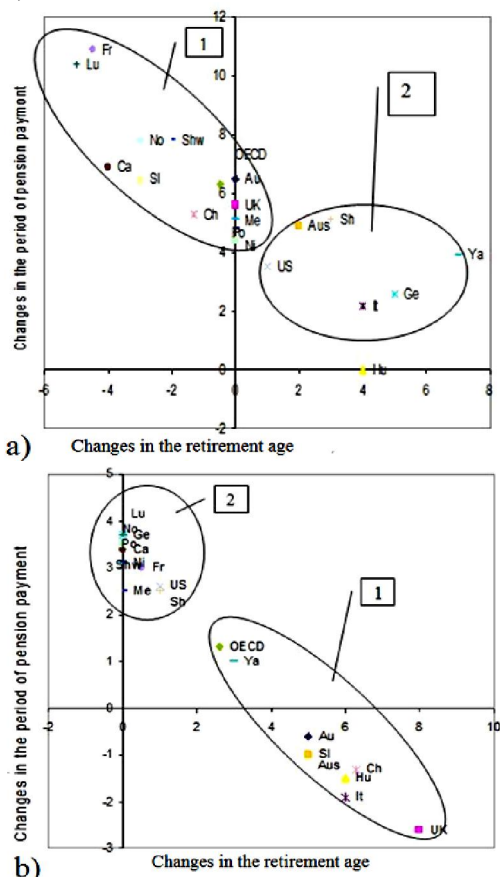 Changes in the period of pension payment
12
10
8
6
4
2
0
-2
-6
-4
-2
0
2
4
6
8
1
2
Fr
Lu
No
Shw
OECD
Ca
Sl
Au
Ch
UK
Me
Po
Ni
Aus
Sh
US
Ya
Ge
It
Hu
a)
Changes in the retirement age
Changes in the period of pension payment
5
4
3
2
1
0
-1
-2
-3
0
2
4
6
8
10
2
1
Lu
No
Ge
Po
Ca
Shw
Ni
Fr
Me
US
Sh
OECD
Ya
Au
Sl
Aus
Ch
Hu
It
UK
b)
Changes in the retirement age